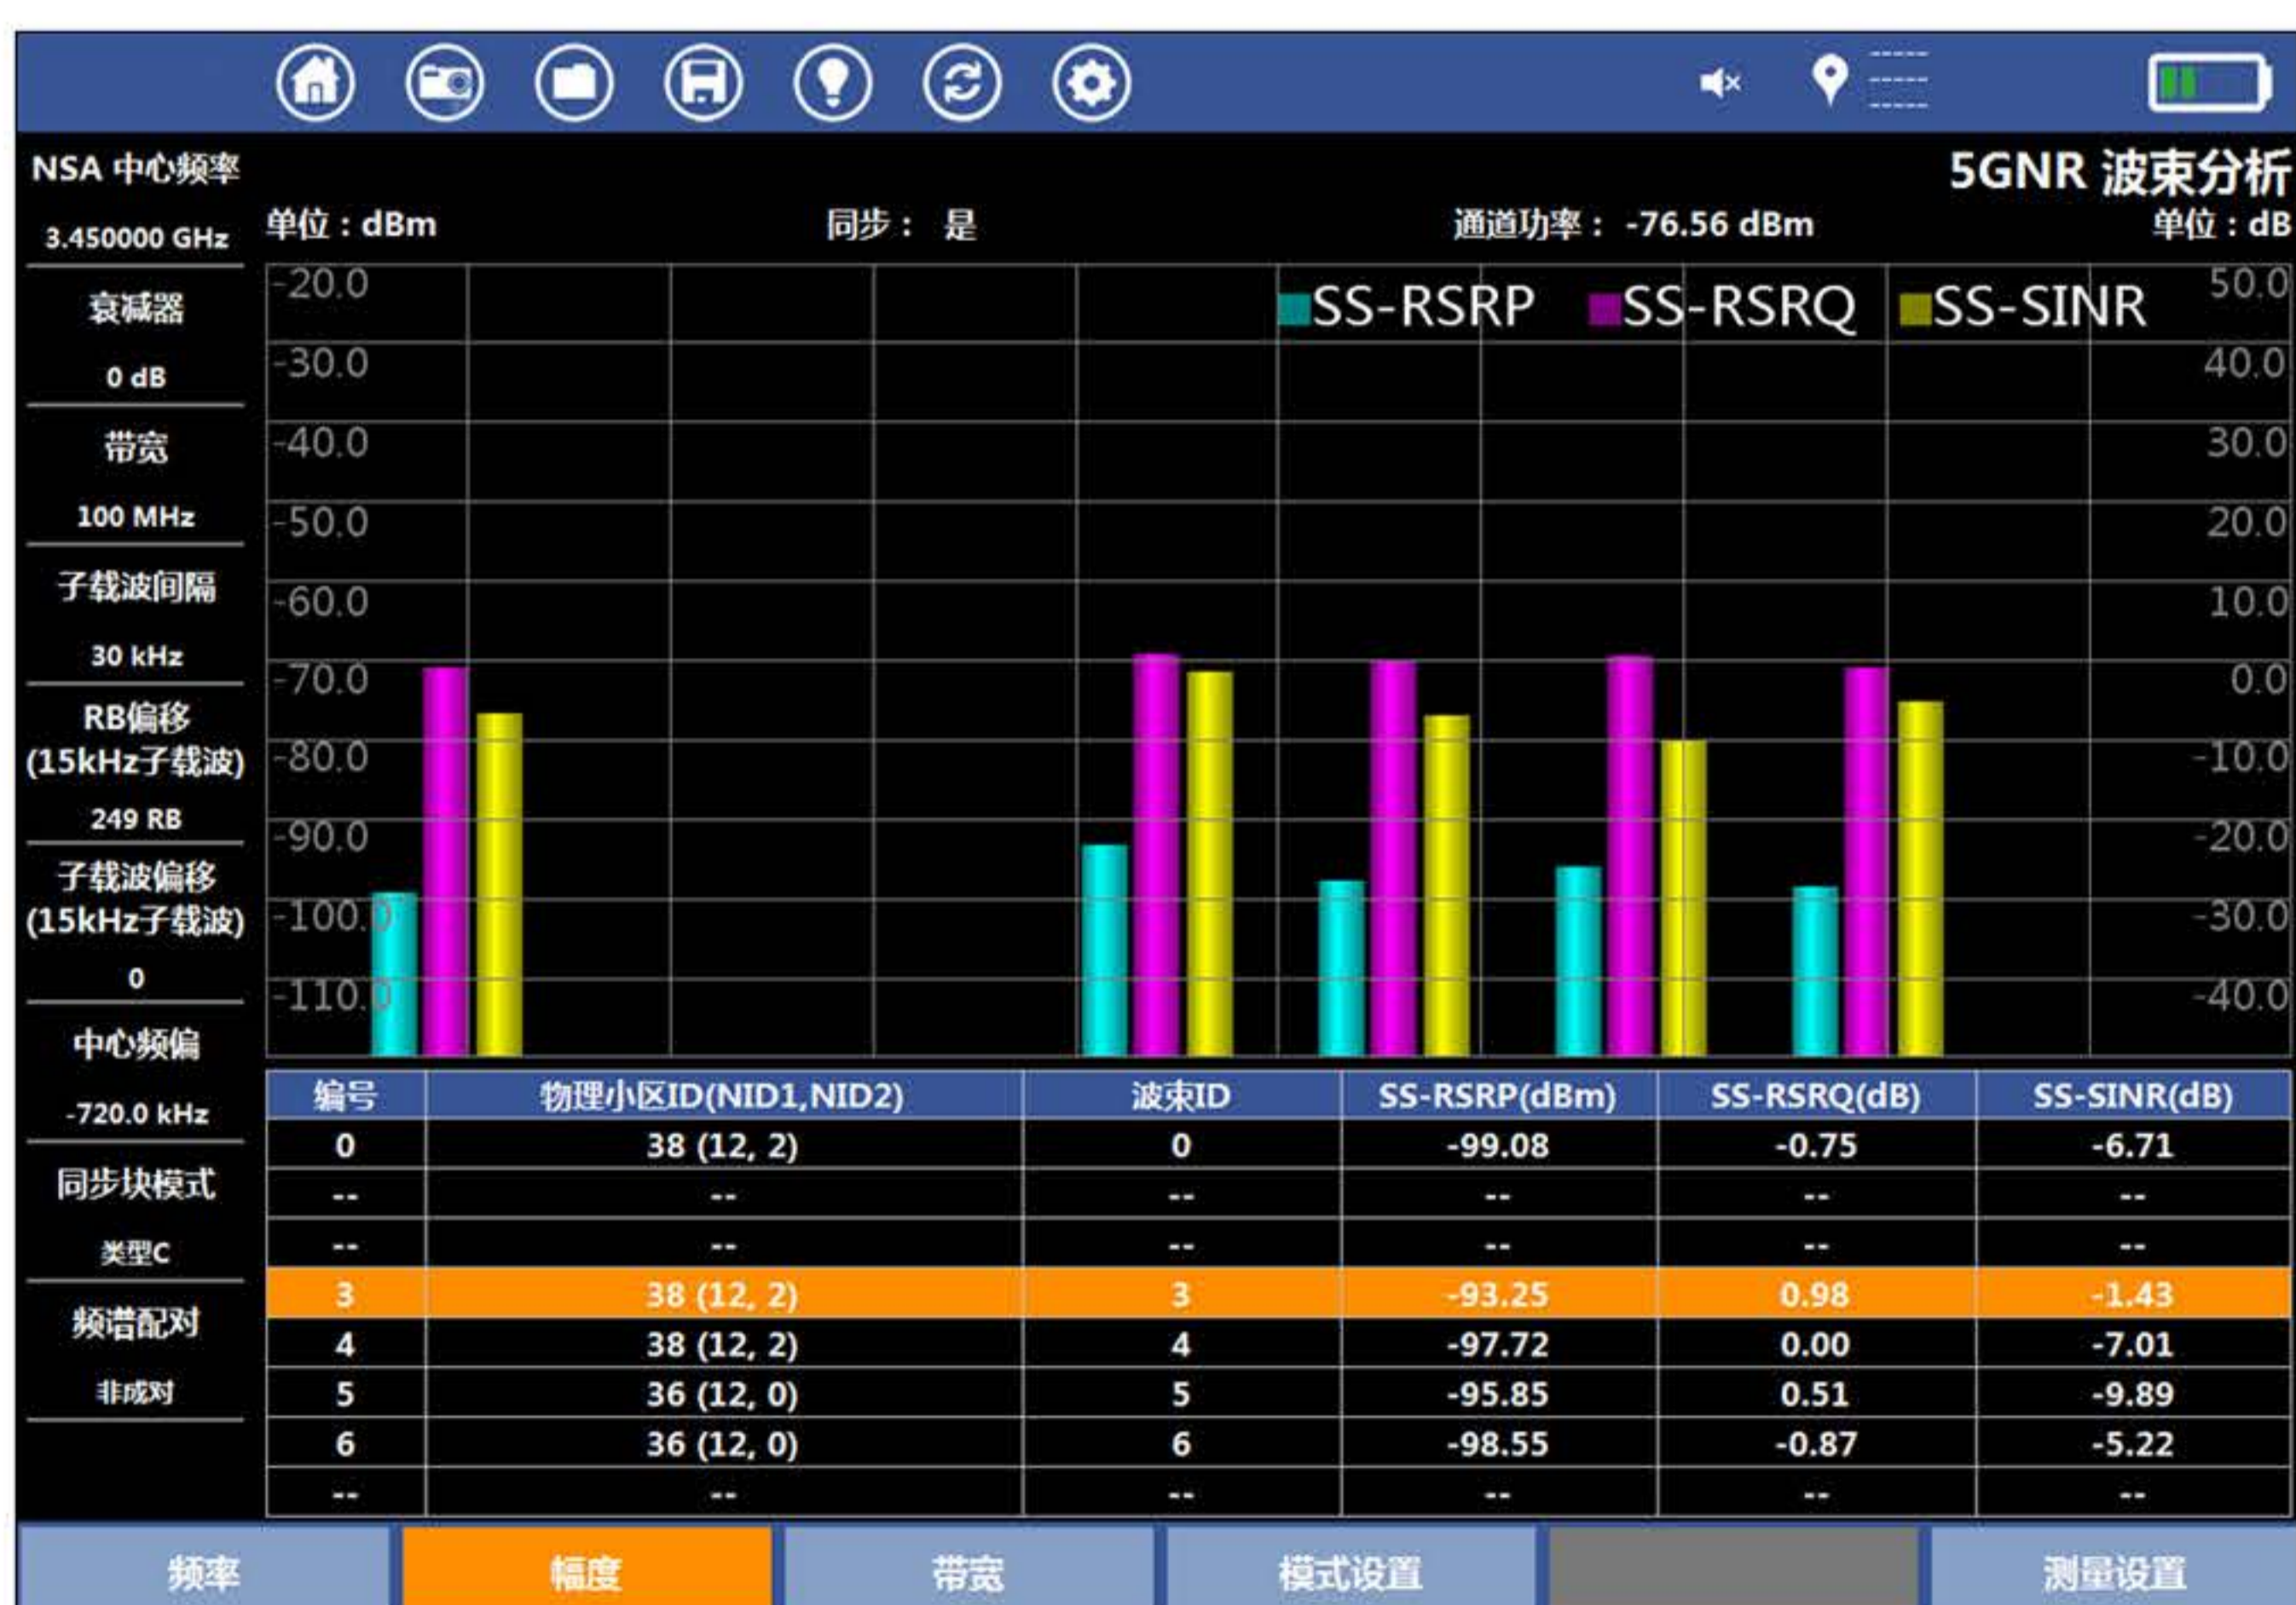 5GNR 波束分析
NSA 中心频率
3.450000 GHz
衰减器
0 dB
带宽
100 MHz
子载波间隔
30 kHz
RB偏移
(15kHz子载波)
249 RB
子载波偏移
(15kHz子载波)
0
中心频偏
-720.0 kHz
同步块模式
类型C
频谱配对
非成对
单位：dBm 同步： 是 通道功率： -76.56 dBm 单位：dB
SS-RSRP SS-RSRQ SS-SINR
-20.0 50.0
-30.0 40.0
-40.0 30.0
-50.0 20.0
-60.0 10.0
-70.0 0.0
-80.0 -10.0
-90.0 -20.0
-100.0 -30.0
-110.0 -40.0
编号 物理小区ID(NID1,NID2) 波束ID SS-RSRP(dBm) SS-RSRQ(dB) SS-SINR(dB)
0 38 (12, 2) 0 -99.08 -0.75 -6.71
-- -- -- -- -- --
-- -- -- -- -- --
3 38 (12, 2) 3 -93.25 0.98 -1.43
4 38 (12, 2) 4 -97.72 0.00 -7.01
5 36 (12, 0) 5 -95.85 0.51 -9.89
6 36 (12, 0) 6 -98.55 -0.87 -5.22
-- -- -- -- -- --
频率 幅度 带宽 模式设置 测量设置